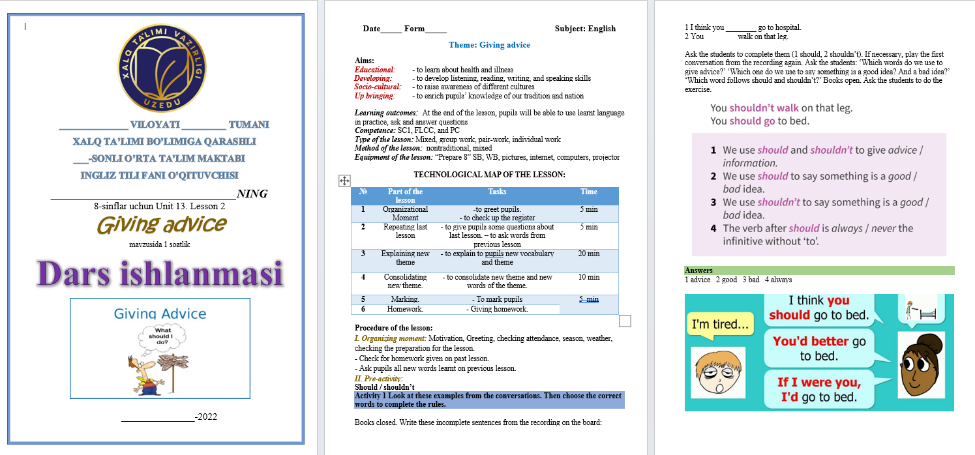 XALQ TA'LIMI VAZIRLIGI
UZEDU
_____________ VILOYATI ________ TUMANI
XALQ TA'LIM BO'LIMIGA QARASHLI
___-SONLI O'RTA TA'LIM MAKTABI
INGLIZ TILI FANI O'QITUVCHISI
_____________________________NING
8-sinflar uchun Unit 13. Lesson 2
Giving advice
mavzusida 1 soatlik
Dars ishlanmasi
Giving Advice
What should I do?
_______________-2022
Date_____ Form_____ Subject: English
Theme: Giving advice
Aims:
Educational: - to learn about health and illness
Developing: - to develop listening, reading, writing, and speaking skills
Socio-cultural: - to raise awareness of different cultures
Up bringing: - to enrich pupils' knowledge of our tradition and nation
Learning outcomes: At the end of the lesson, pupils will be able to use learnt language
in practice, ask and answer questions
Competence: SC1, FLCC, and PC
Type of the lesson: Mixed, group work, pair-work, individual work
Method of the lesson: nontraditional, mixed
Equipment of the lesson: "Prepare 8" SB, WB, pictures, internet, computers, projector
TECHNOLOGICAL MAP OF THE LESSON:
№ Part of the lesson Tasks Time
1 Organizational Moment -to greet pupils. - to check up the register 5 min
2 Repeating last lesson - to give pupils some questions about last lesson. – to ask words from previous lesson 5 min
3 Explaining new theme - to explain to pupils new vocabulary and theme 20 min
4 Consolidating new theme. - to consolidate new theme and new words of the theme. 10 min
5 Marking. - To mark pupils 5 min
6 Homework. - Giving homework.
Procedure of the lesson:
I. Organizing moment: Motivation, Greeting, checking attendance, season, weather,
checking the preparation for the lesson.
- Check for homework given on past lesson.
- Ask pupils all new words learnt on previous lesson.
II. Pre-activity:
Should / shouldn't
Activity 1 Look at these examples from the conversations. Then choose the correct
words to complete the rules.
Books closed. Write these incomplete sentences from the recording on the board:
1 I think you ________ go to hospital.
2 You ________ walk on that leg.
Ask the students to complete them (1 should, 2 shouldn't). If necessary, play the first
conversation from the recording again. Ask the students: 'Which words do we use to
give advice?' 'Which one do we use to say something is a good idea? And a bad idea?'
'Which word follows should and shouldn't?' Books open. Ask the students to do the
exercise.
You shouldn't walk on that leg.
You should go to bed.
1 We use should and shouldn't to give advice /
information.
2 We use should to say something is a good /
bad idea.
3 We use shouldn't to say something is a good /
bad idea.
4 The verb after should is always / never the
infinitive without 'to'.
Answers
1 advice 2 good 3 bad 4 always
I'm tired...
I think you
should go to bed.
You'd better go
to bed.
If I were you,
I'd go to bed.